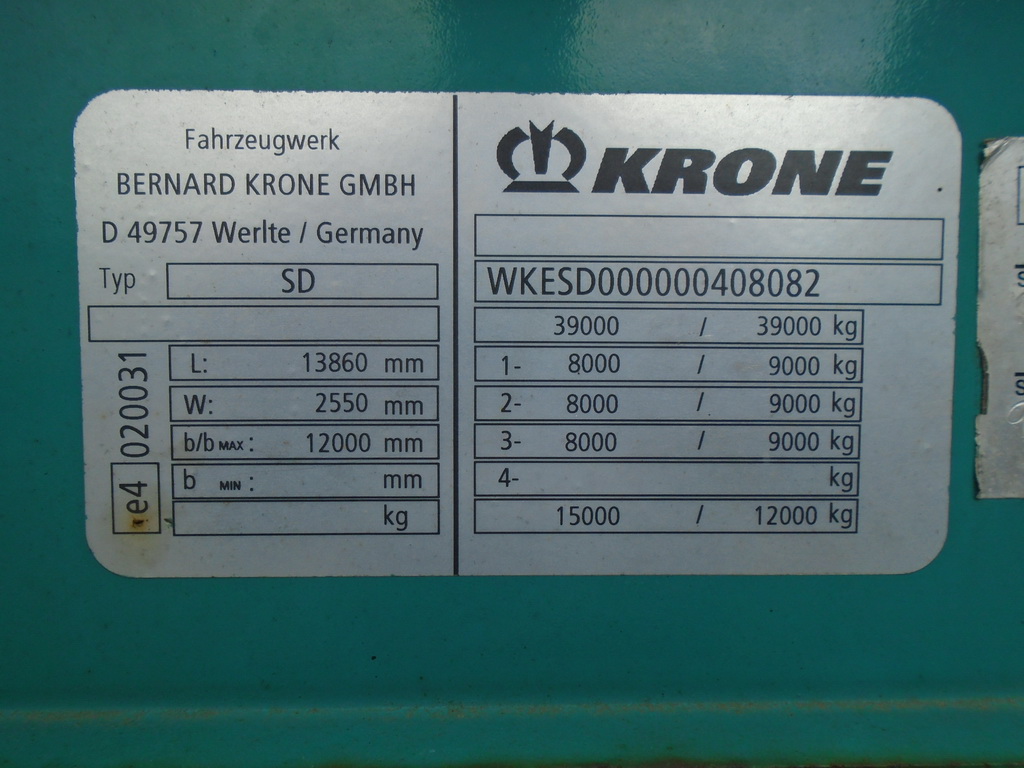 Fahrzeugwerk
BERNARD KRONE GMBH
D 49757 Werlte / Germany
Typ SD
L: 13860 mm
W: 2550 mm
b/b MAX : 12000 mm
b MIN : mm
kg
e4 020031
KRONE
WKESD000000408082
39000 / 39000 kg
1- 8000 / 9000 kg
2- 8000 / 9000 kg
3- 8000 / 9000 kg
4- kg
15000 / 12000 kg